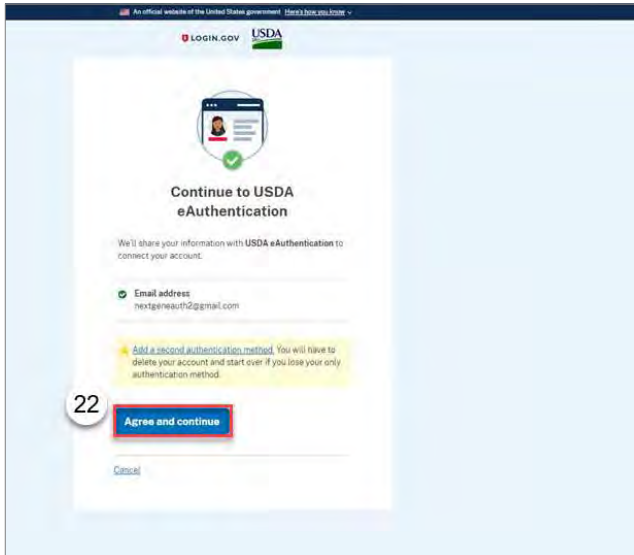 An official website of the United States government Here's how you know
LOGIN.GOV USDA
Continue to USDA
eAuthentication
We'll share your information with USDA eAuthentication to
connect your account.
Email address
nextgeneauth2@gmail.com
Add a second authentication method. You will have to
delete your account and start over if you lose your only
authentication method.
22
Agree and continue
Cancel